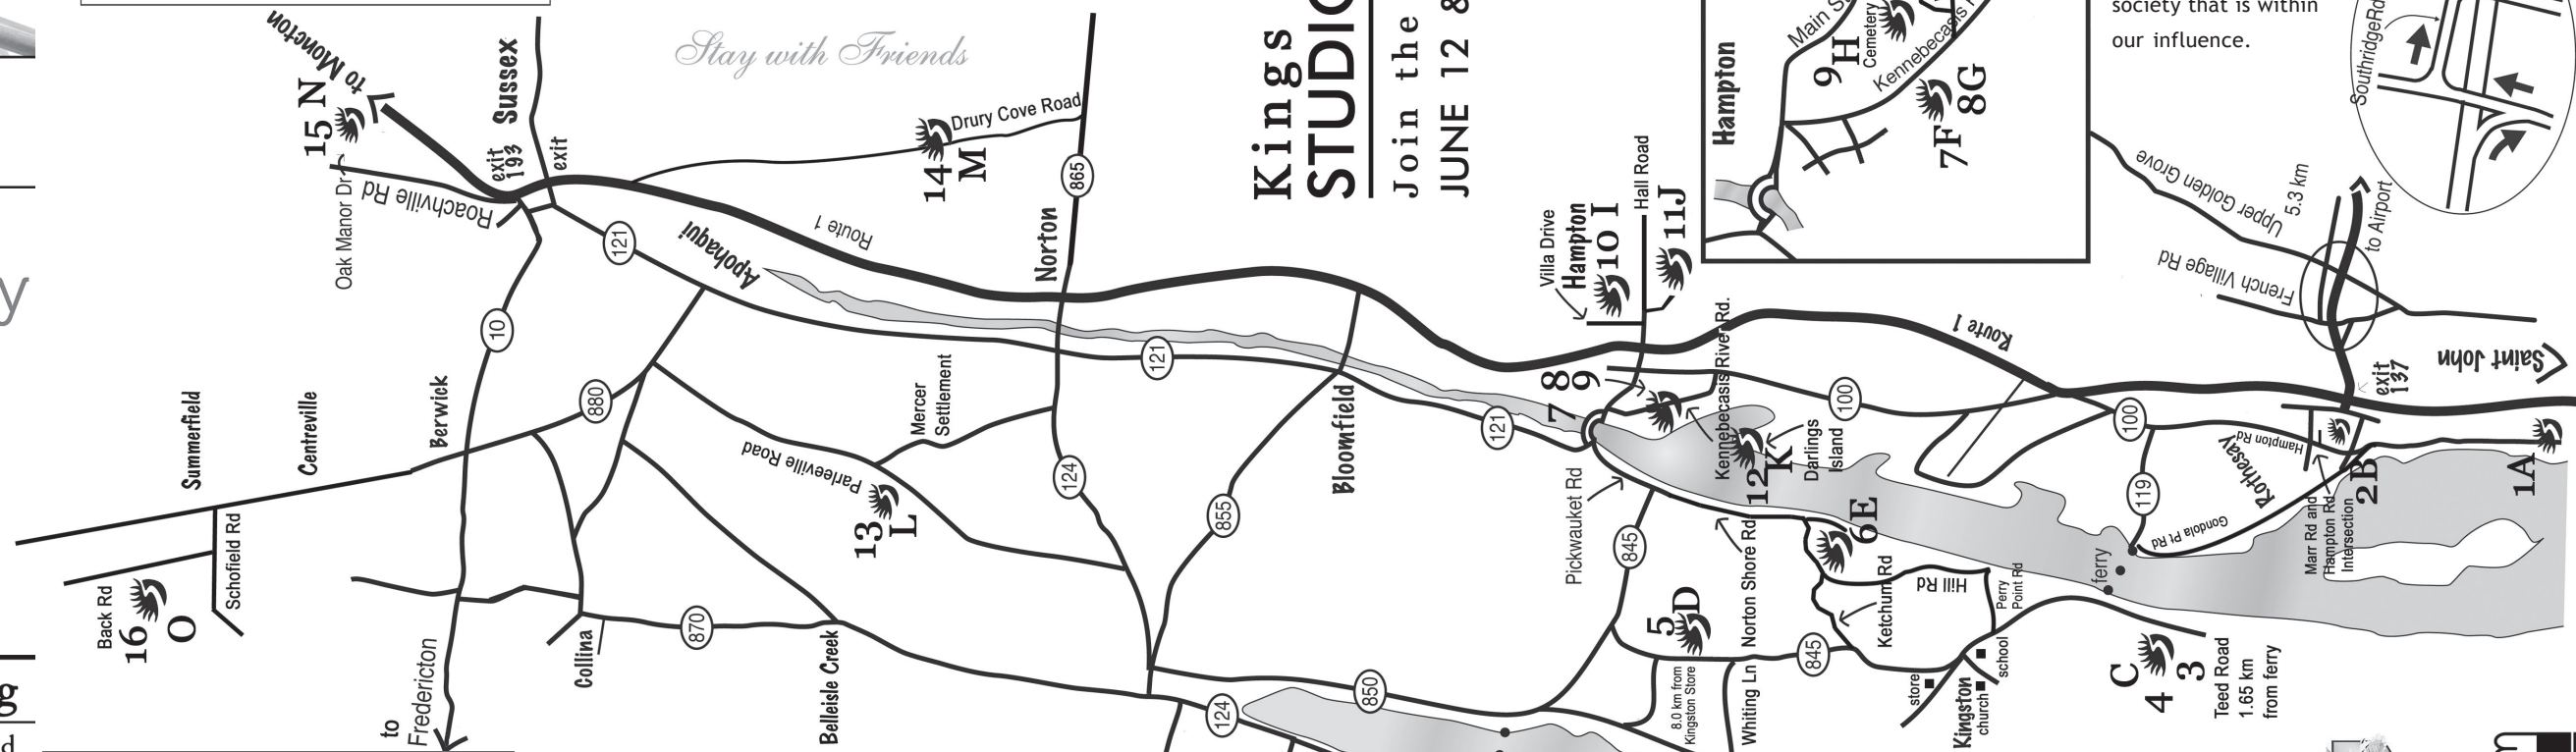 to Moncton
15 N
Oak Manor Dr
Roachville Rd
exit
193
Sussex
exit
Stay with Friends
14
M
Drury Cove Road
865
121
Apohaqui
Route 1
Norton
10
Summerfield
Centreville
Berwick
880
Mercer
Settlement
Parleeville Road
13
L
124
121
855
Bloomfield
Schofield Rd
Back Rd
16
O
to
Fredericton
Collina
870
Belleisle Creek
124
850
Kings
Join the
JUNE 12 &
Villa Drive
Hampton
10 I
Hall Road
11J
7
8
9
121
Kennebecasis River Rd.
12
K
Darlings
Island
100
Route 1
Pickwauket Rd
845
Norton Shore Rd
6E
5
D
8.0 km from
Kingston Store
Whiting Ln
845
Ketchum Rd
Hill Rd
Perry
Point Rd
store
school
Kingston
church
ferry
C
4
3
Teed Road
1.65 km
from ferry
119
Gondola Pt Rd
Rothesay
Hampton Rd
100
Marr Rd and
Hampton Rd
Intersection
2B
1A
exit
137
Saint John
to Airport
5.3 km
French Village Rd
Upper Golden Grove
Hampton
9
H
Cemetery
7F
8G
society that is within
our influence.
SouthridgeRd